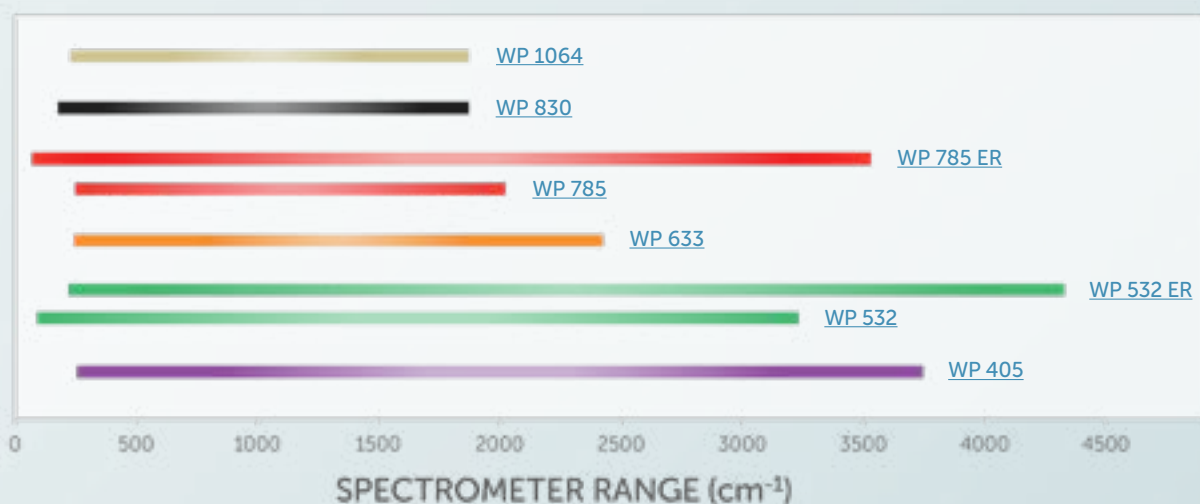 WP 1064
WP 830
WP 785 ER
WP 785
WP 633
WP 532 ER
WP 532
WP 405
0 500 1000 1500 2000 2500 3000 3500 4000 4500
SPECTROMETER RANGE (cm⁻¹)